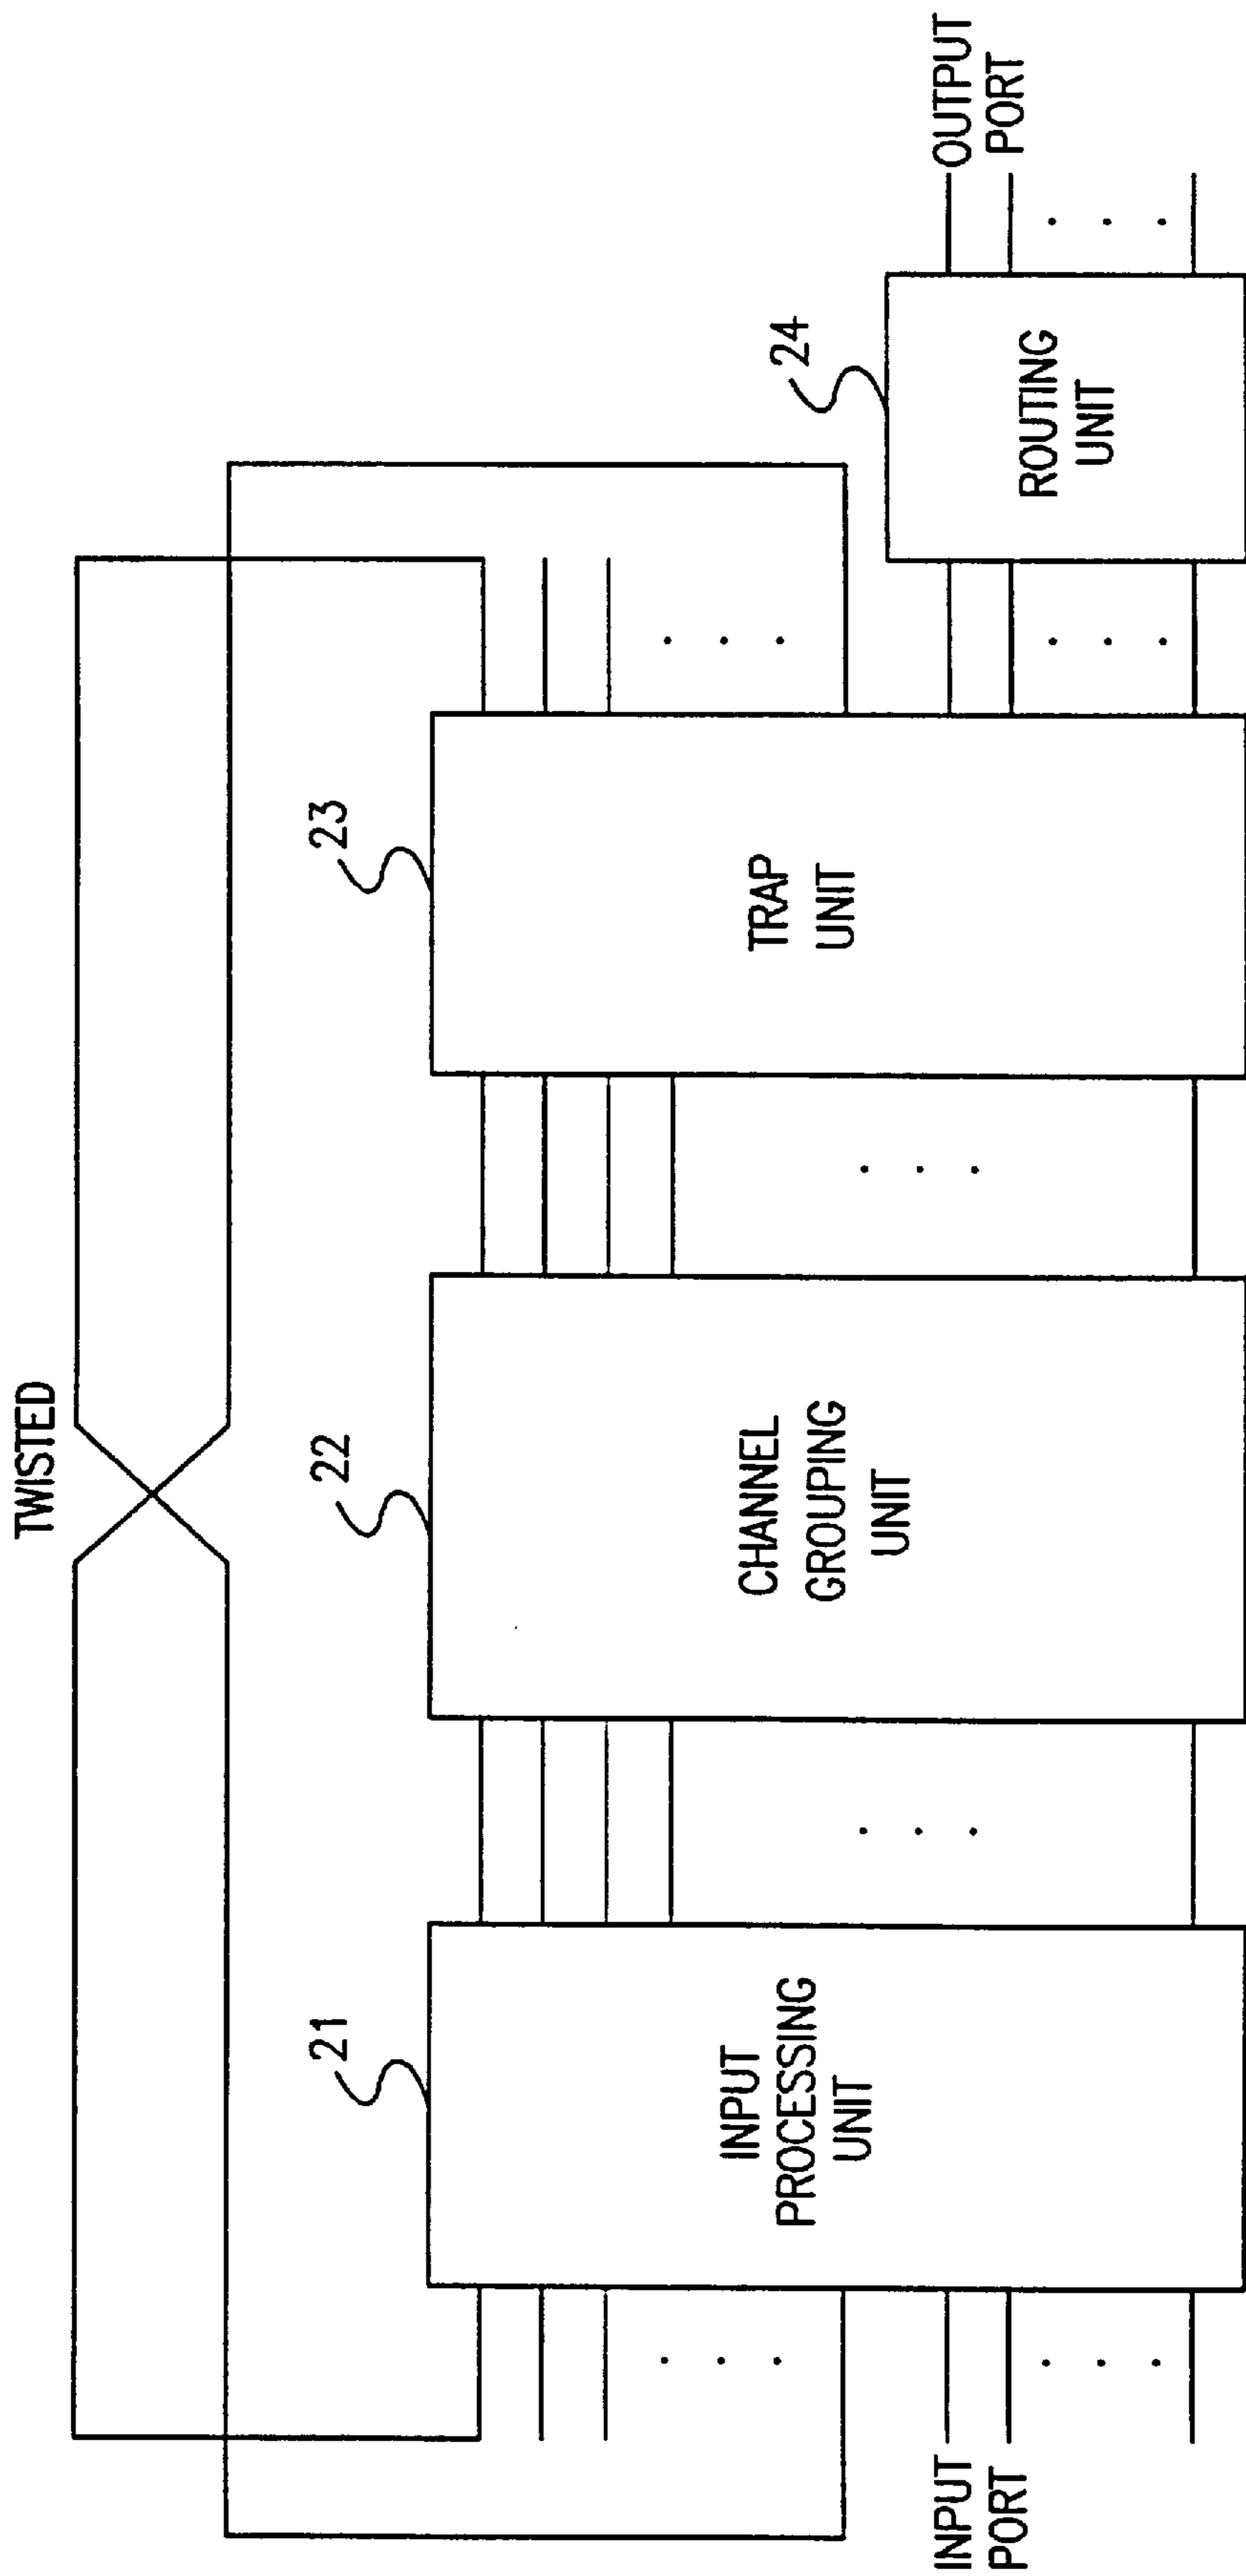 TWISTED
21
22
23
24
INPUT
PROCESSING
UNIT
CHANNEL
GROUPING
UNIT
TRAP
UNIT
ROUTING
UNIT
INPUT
PORT
OUTPUT
PORT